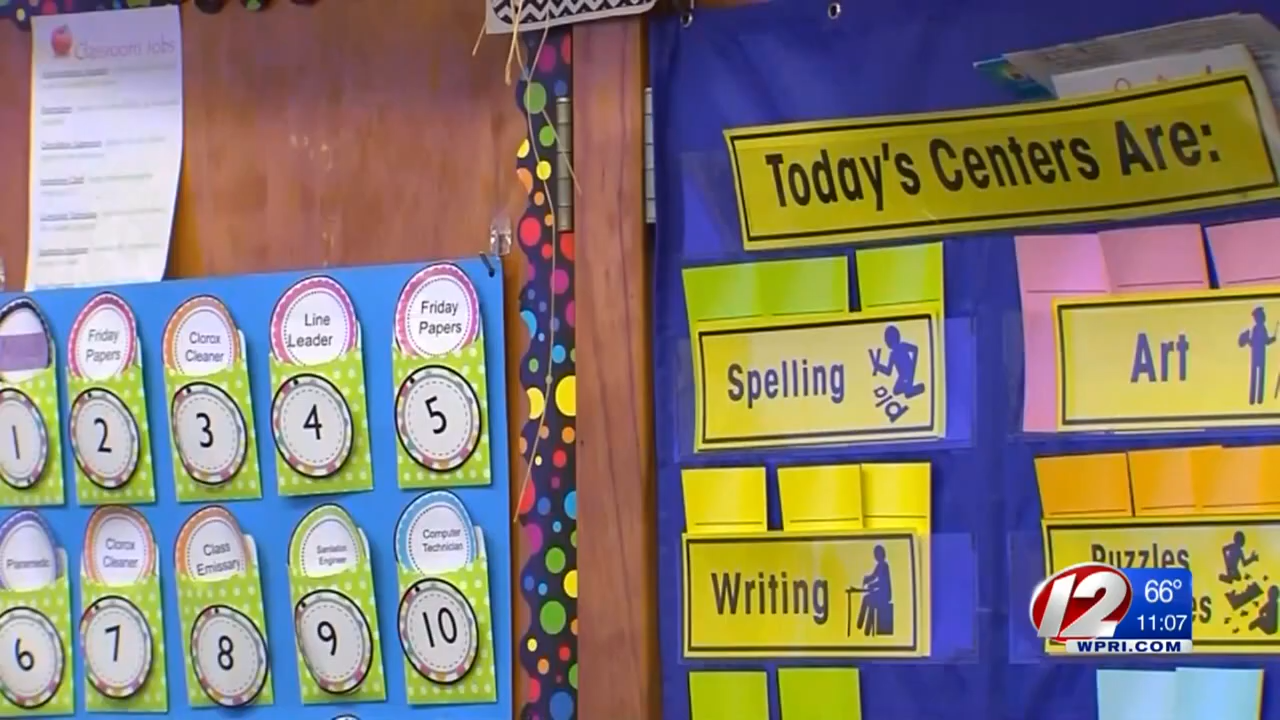 Classroom Jobs
Today's Centers Are:
Friday
Papers
Clorox
Cleaner
Line
Leader
Friday
Papers
1
2
3
4
5
Spelling
Art
Paramedic
Clorox
Cleaner
Class
Emissary
Sanitation
Engineer
Computer
Technician
6
7
8
9
10
Writing
Puzzles
12
66°
11:07
WPRI.COM